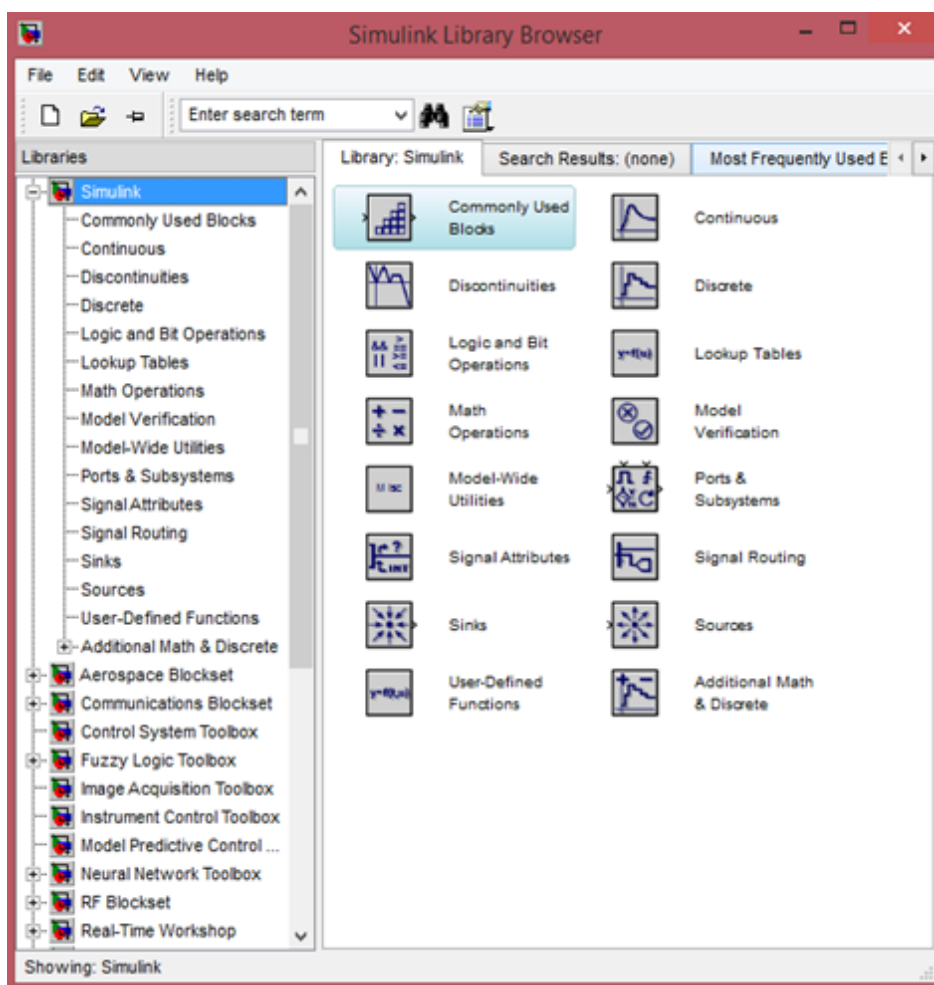 Simulink Library Browser
File Edit View Help
Enter search term
Libraries
Library: Simulink Search Results: (none) Most Frequently Used E
Simulink
Commonly Used Blocks
Continuous
Discontinuities
Discrete
Logic and Bit Operations
Lookup Tables
Math Operations
Model Verification
Model-Wide Utilities
Ports & Subsystems
Signal Attributes
Signal Routing
Sinks
Sources
User-Defined Functions
Additional Math & Discrete
Aerospace Blockset
Communications Blockset
Control System Toolbox
Fuzzy Logic Toolbox
Image Acquisition Toolbox
Instrument Control Toolbox
Model Predictive Control ...
Neural Network Toolbox
RF Blockset
Real-Time Workshop
Commonly Used
Blocks
Continuous
Discontinuities
Discrete
Logic and Bit
Operations
y=f(u)
Lookup Tables
Math
Operations
Model
Verification
Misc
Model-Wide
Utilities
Ports &
Subsystems
Signal Attributes
Signal Routing
Sinks
Sources
User-Defined
Functions
Additional Math
& Discrete
Showing: Simulink